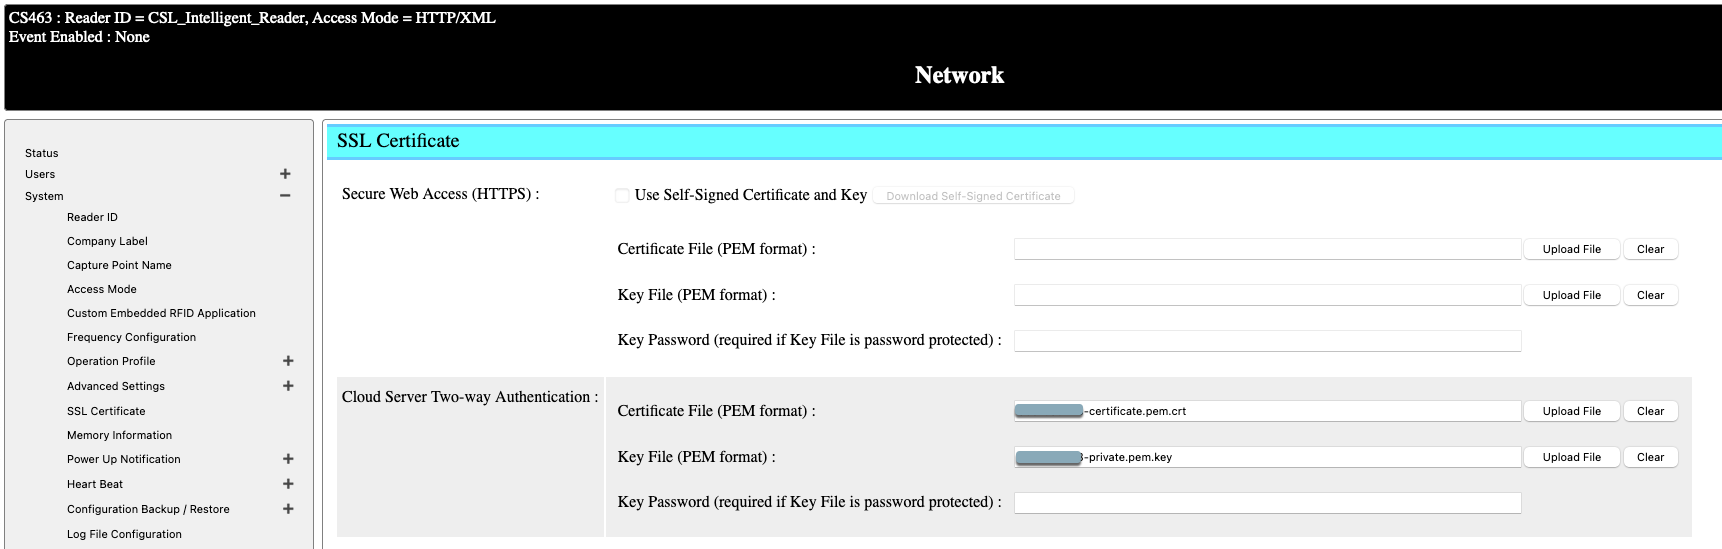 CS463 : Reader ID = CSL_Intelligent_Reader, Access Mode = HTTP/XML
Event Enabled : None
Network
Status
Users
System
Reader ID
Company Label
Capture Point Name
Access Mode
Custom Embedded RFID Application
Frequency Configuration
Operation Profile
Advanced Settings
SSL Certificate
Memory Information
Power Up Notification
Heart Beat
Configuration Backup / Restore
Log File Configuration
SSL Certificate
Secure Web Access (HTTPS) :
Use Self-Signed Certificate and Key Download Self-Signed Certificate
Certificate File (PEM format) : Upload File Clear
Key File (PEM format) : Upload File Clear
Key Password (required if Key File is password protected) :
Cloud Server Two-way Authentication :
Certificate File (PEM format) : -certificate.pem.crt Upload File Clear
Key File (PEM format) : -private.pem.key Upload File Clear
Key Password (required if Key File is password protected) :